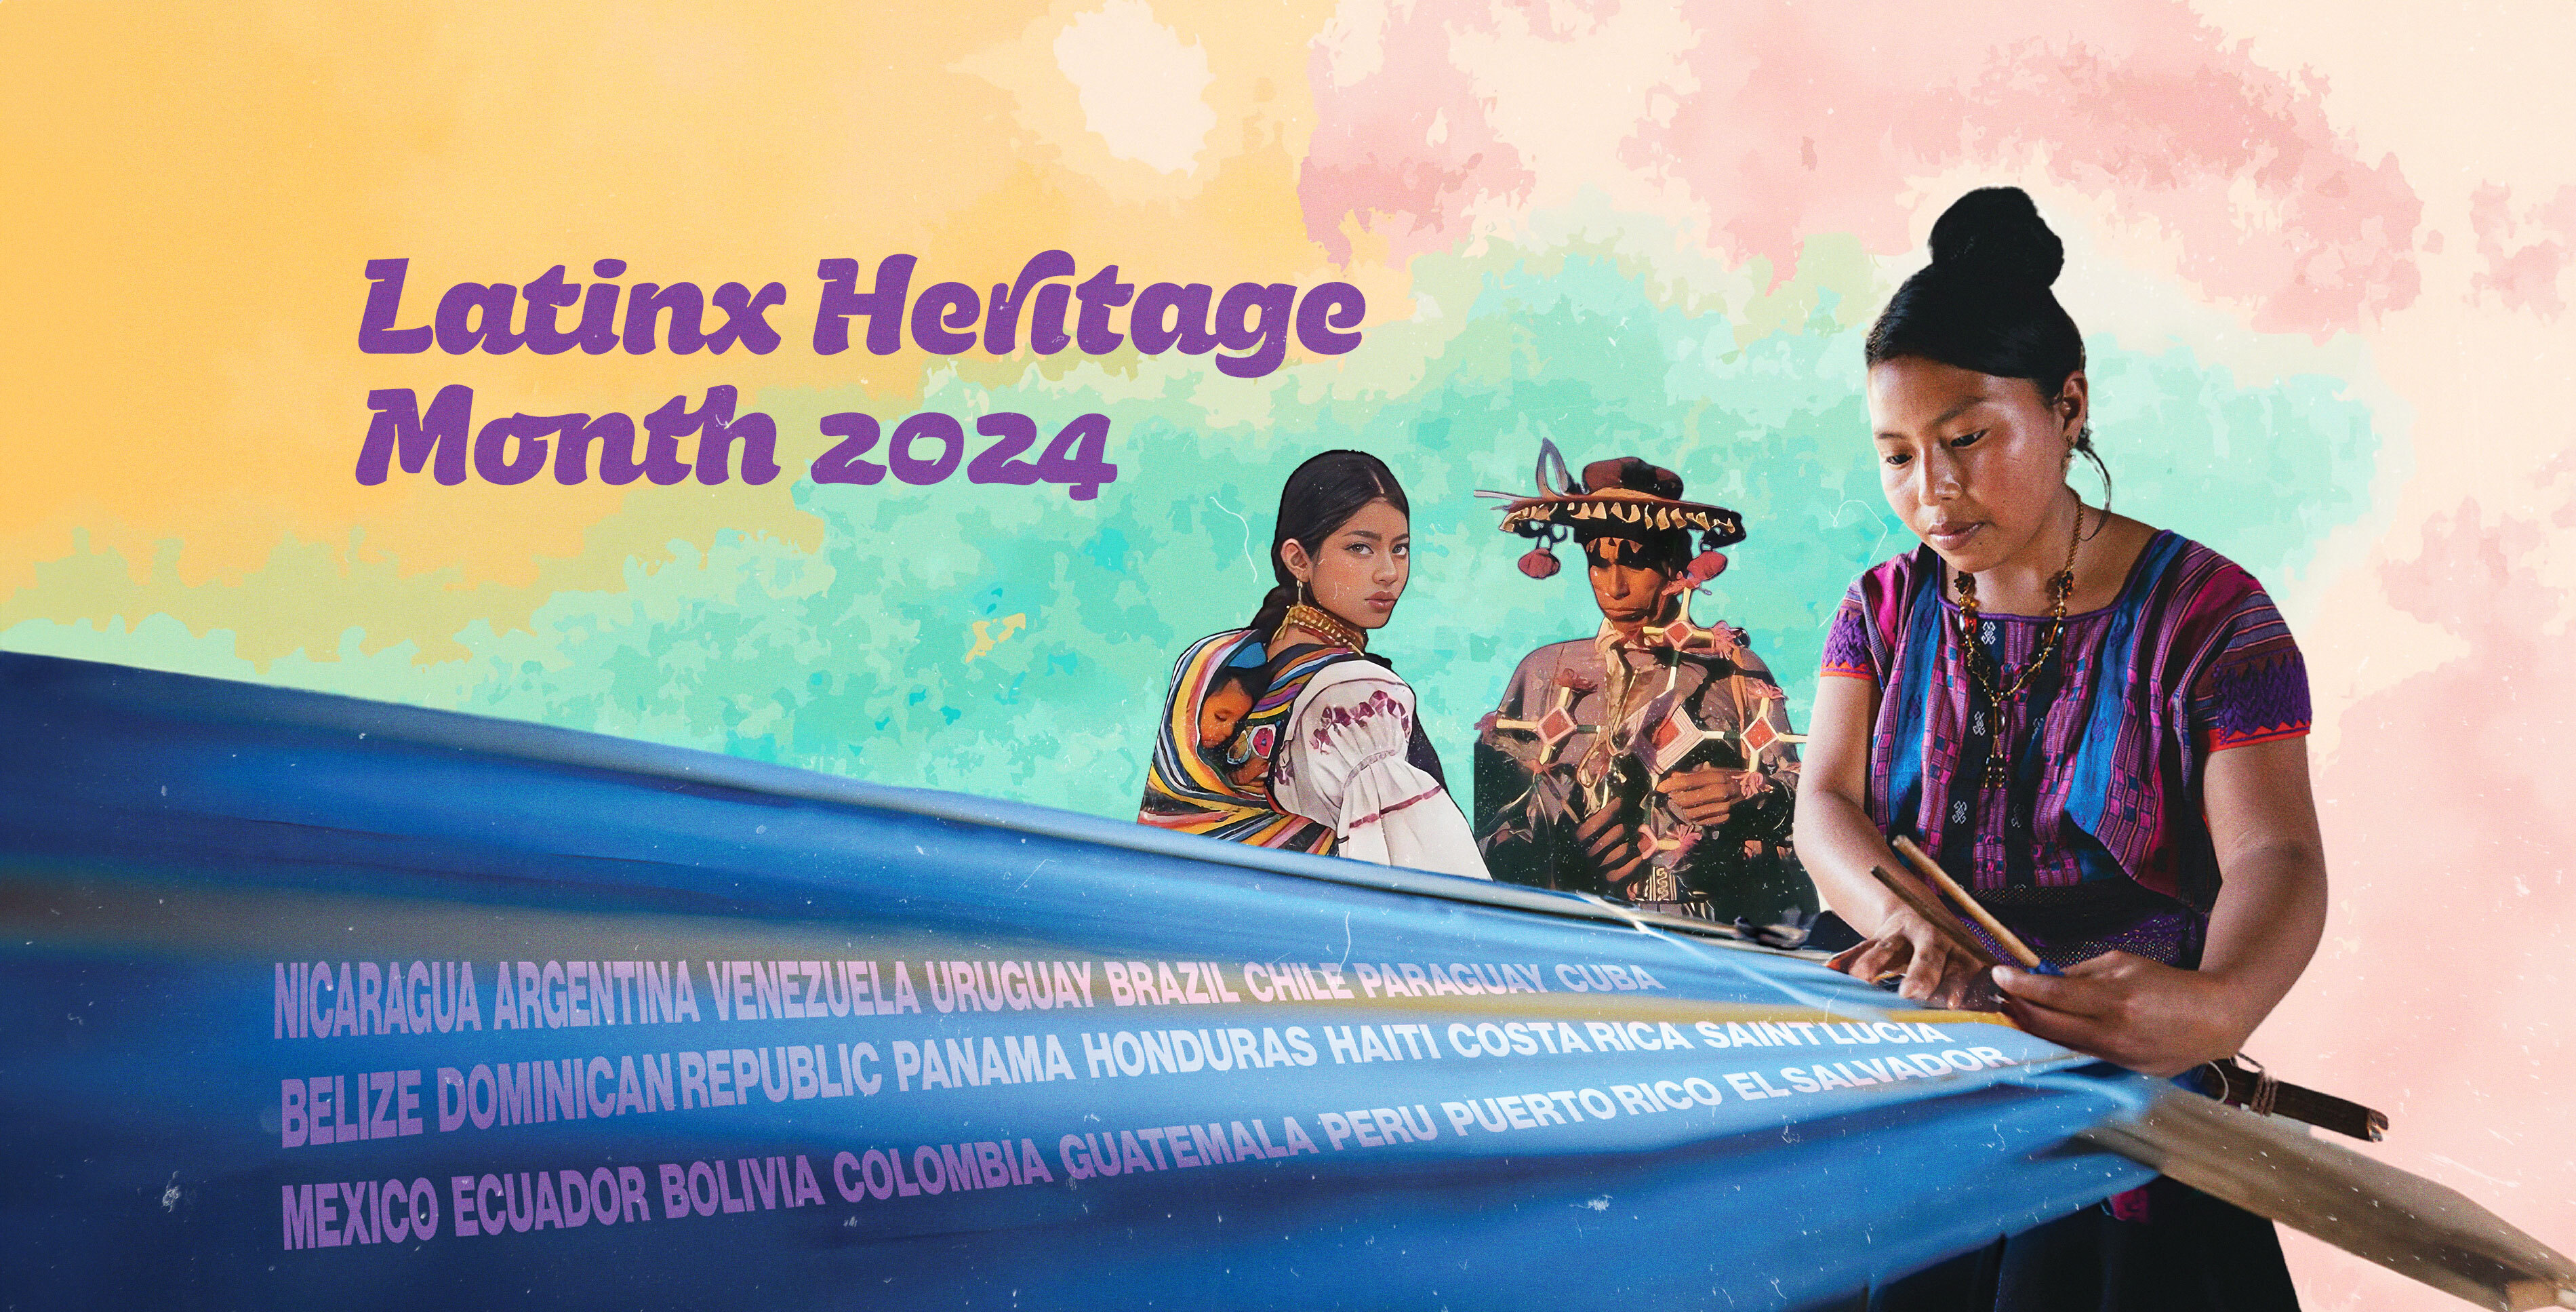 Latinx Heritage
Month 2024
NICARAGUA ARGENTINA VENEZUELA URUGUAY BRAZIL CHILE PARAGUAY CUBA
BELIZE DOMINICAN REPUBLIC PANAMA HONDURAS HAITI COSTA RICA SAINT LUCIA
MEXICO ECUADOR BOLIVIA COLOMBIA GUATEMALA PERU PUERTO RICO EL SALVADOR